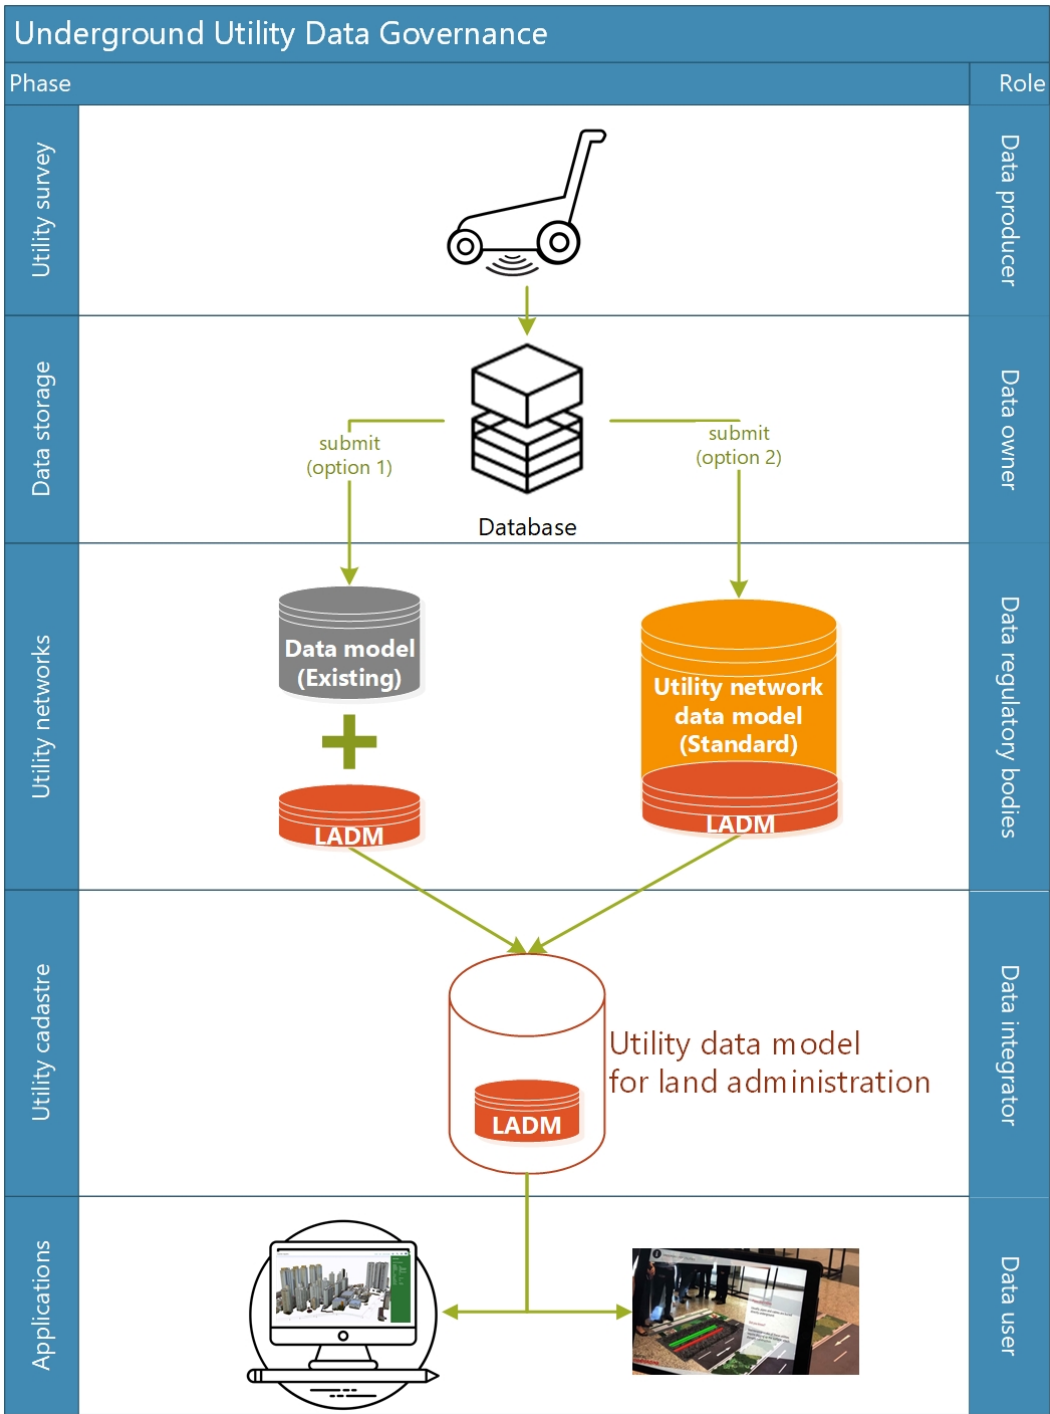 Underground Utility Data Governance
Phase
Role
Utility survey
Data producer
Data storage
Data owner
submit
(option 1)
submit
(option 2)
Database
Utility networks
Data regulatory bodies
Data model
(Existing)
LADM
Utility network
data model
(Standard)
LADM
Utility cadastre
Data integrator
Utility data model
for land administration
LADM
Applications
Data user